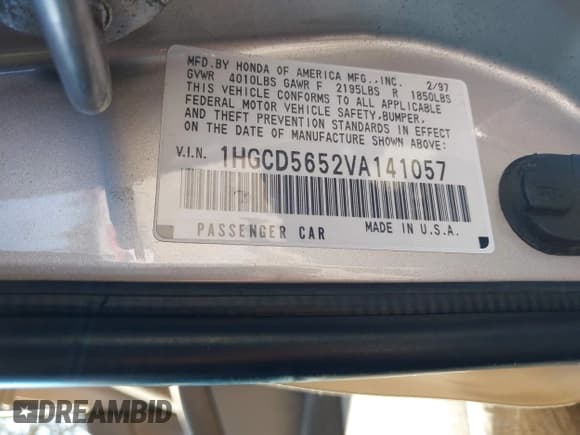 MFD.BY HONDA OF AMERICA MFG.,INC. 2/97
GVWR 4010LBS GAWR F 2195LBS R 1850LBS
THIS VEHICLE CONFORMS TO ALL APPLICABLE
FEDERAL MOTOR VEHICLE SAFETY,BUMPER,
AND THEFT PREVENTION STANDARDS IN EFFECT
ON THE DATE OF MANUFACTURE SHOWN ABOVE:
V.I.N. 1HGCD5652VA141057
PASSENGER CAR MADE IN U.S.A.
DREAMBID